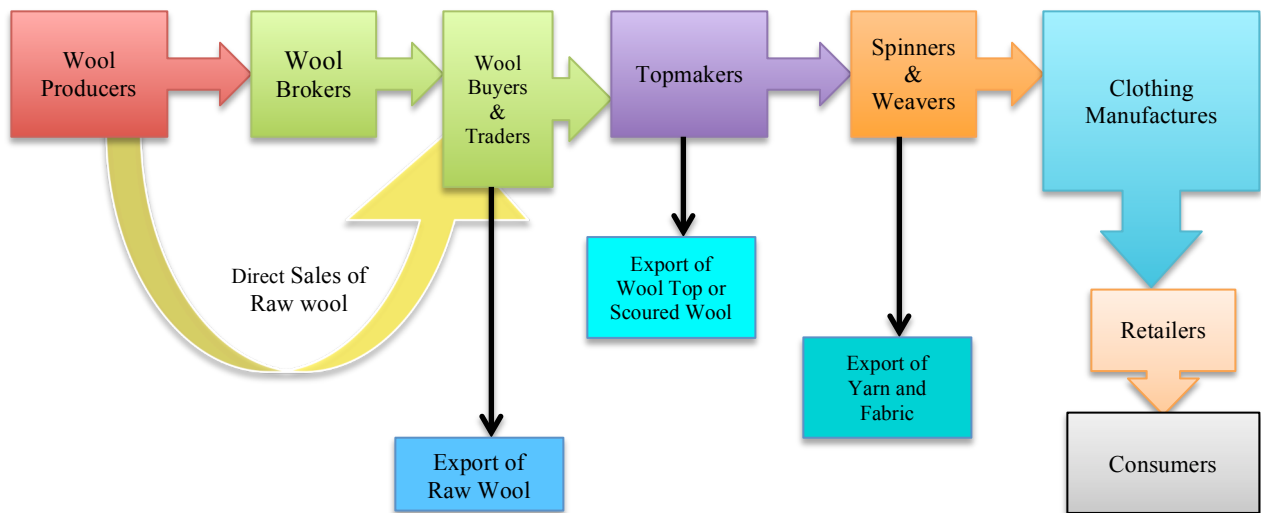 Wool
Producers
Wool
Brokers
Wool
Buyers
&
Traders
Topmakers
Spinners
&
Weavers
Clothing
Manufactures
Direct Sales of
Raw wool
Export of
Wool Top or
Scoured Wool
Export of
Yarn and
Fabric
Export of
Raw Wool
Retailers
Consumers